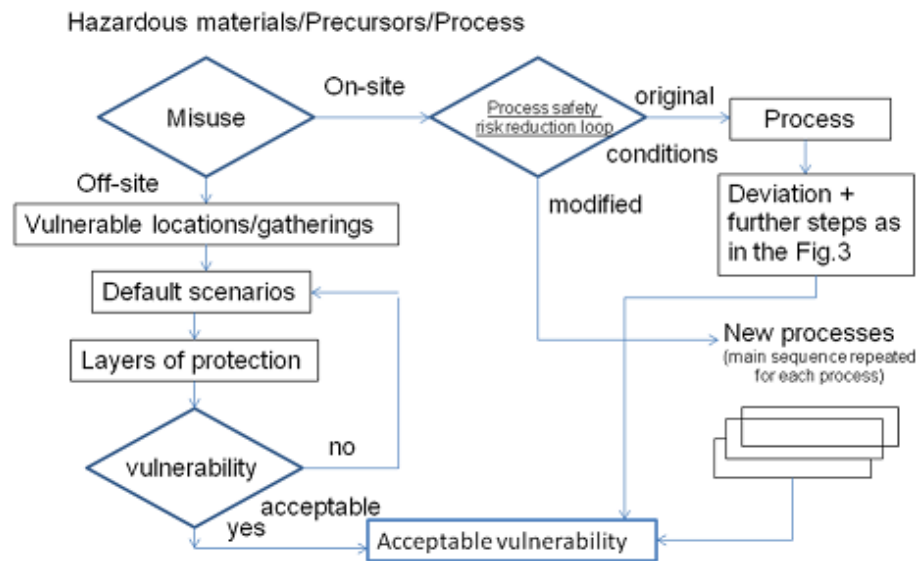 Hazardous materials/Precursors/Process
Misuse
On-site
Process safety
risk reduction loop
original
conditions
Process
Off-site
Vulnerable locations/gatherings
modified
Deviation +
further steps as
in the Fig.3
Default scenarios
Layers of protection
New processes
(main sequence repeated
for each process)
vulnerability
no
acceptable
yes
Acceptable vulnerability